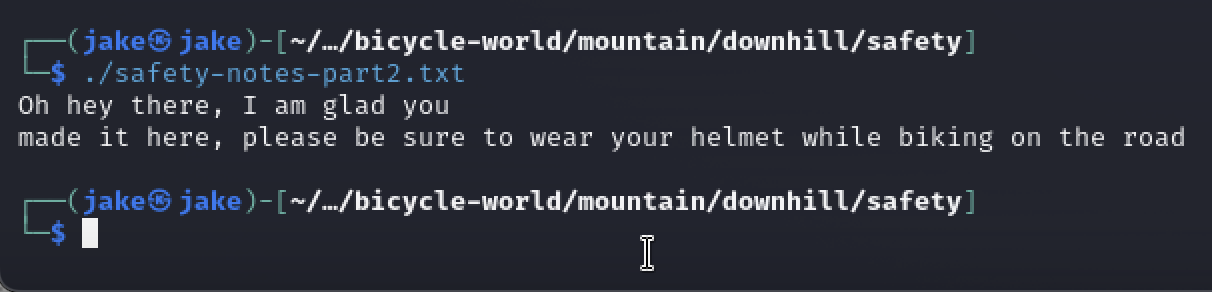 ┌──(jake㉿jake)-[~/…/bicycle-world/mountain/downhill/safety]
└─$ ./safety-notes-part2.txt
Oh hey there, I am glad you
made it here, please be sure to wear your helmet while biking on the road
┌──(jake㉿jake)-[~/…/bicycle-world/mountain/downhill/safety]
└─$